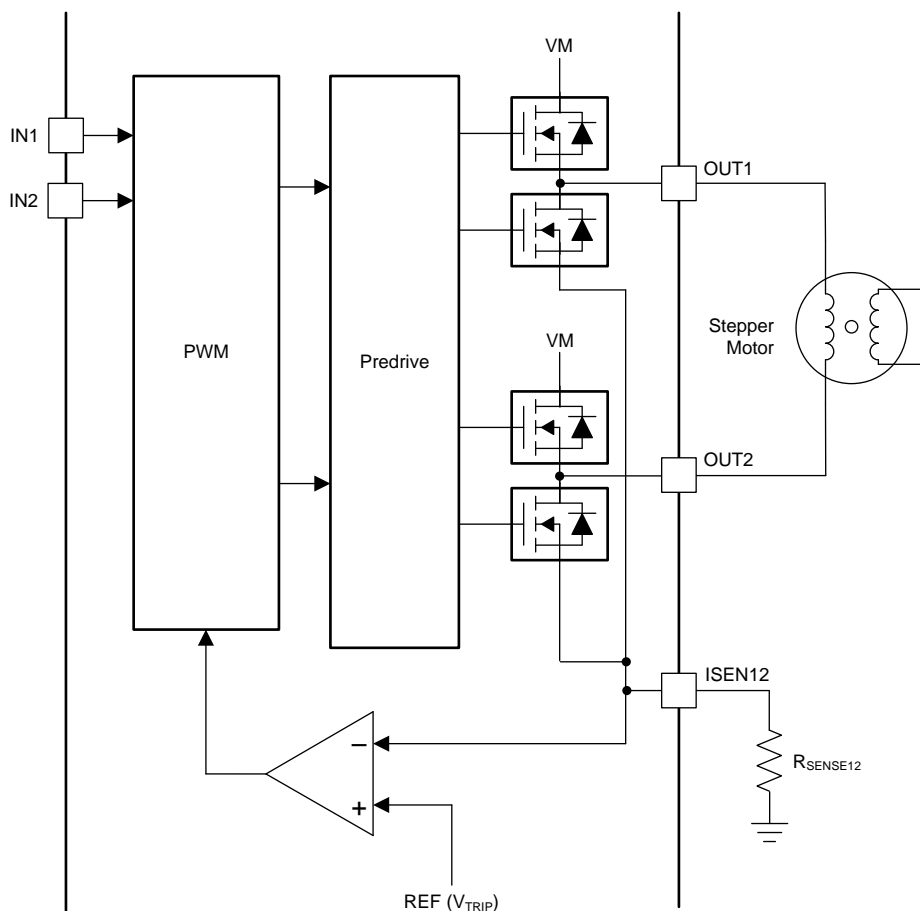 VM
IN1
OUT1
IN2
PWM
Predrive
Stepper
Motor
VM
OUT2
ISEN12
−
+
RSENSE12
REF (VTRIP)